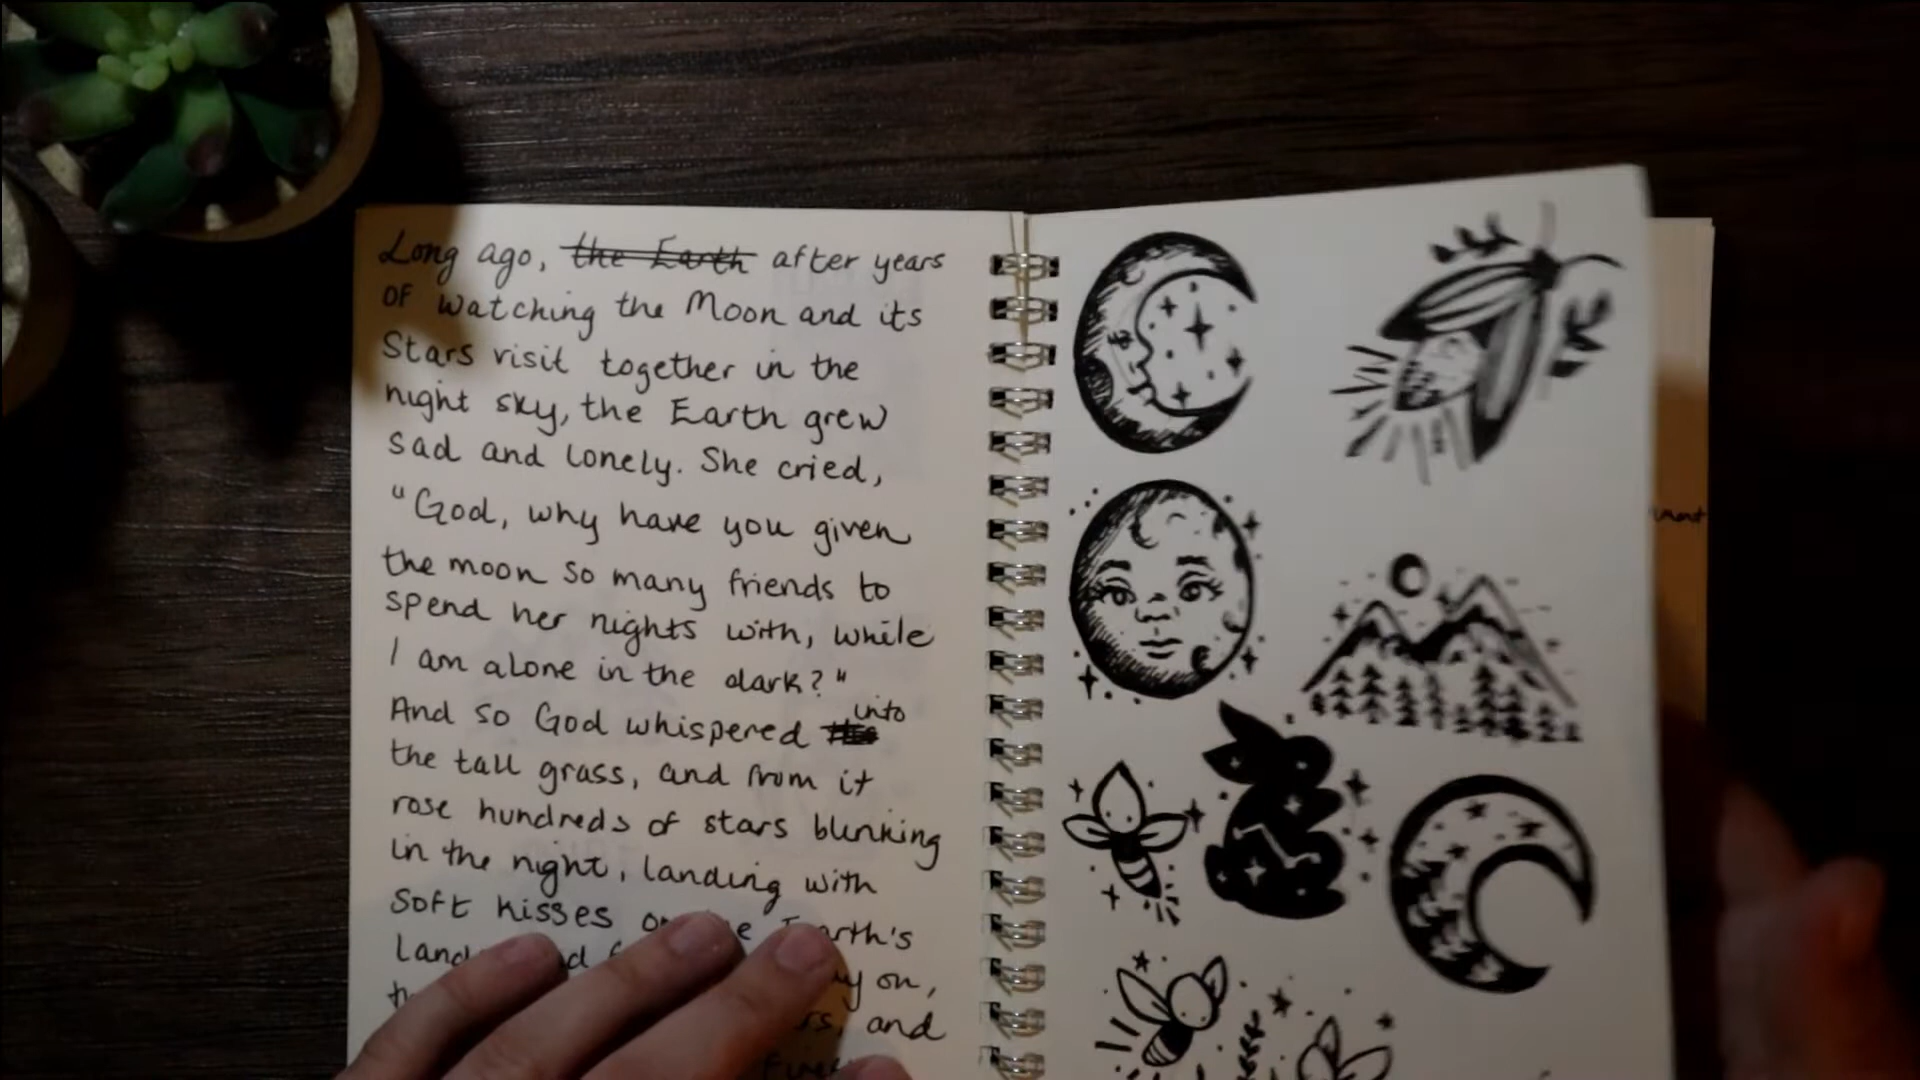 Long ago, the Earth after years
of watching the Moon and its
Stars visit together in the
night sky, the Earth grew
sad and lonely. She cried,
"God, why have you given
the moon so many friends to
spend her nights with, while
I am alone in the dark?"
And so God whispered into
the tall grass, and from it
rose hundreds of stars blinking
in the night, landing with
soft kisses Earth's
on,
and